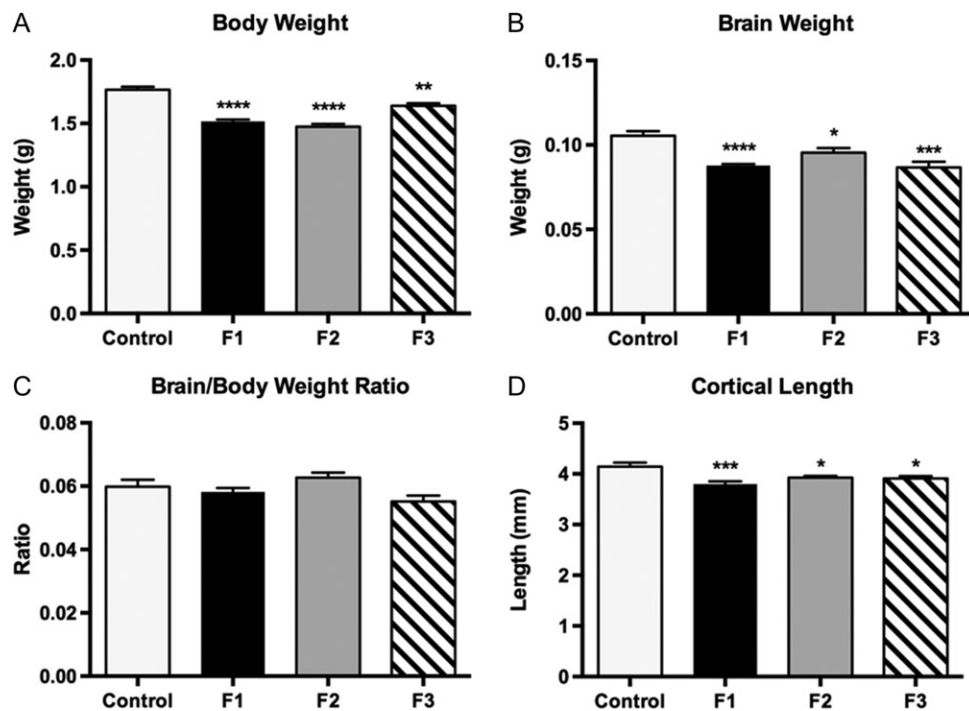 A
Body Weight
Weight (g)
2.0
1.5
1.0
0.5
0.0
****
****
**
Control F1 F2 F3
B
Brain Weight
Weight (g)
0.15
0.10
0.05
0.00
****
*
***
Control F1 F2 F3
C
Brain/Body Weight Ratio
Ratio
0.08
0.06
0.04
0.02
0.00
Control F1 F2 F3
D
Cortical Length
Length (mm)
5
4
3
2
1
0
***
*
*
Control F1 F2 F3